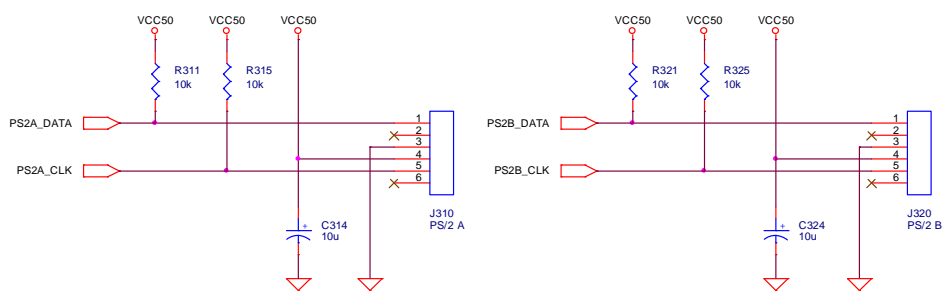 VCC50 VCC50 VCC50
R311
10k
R315
10k
PS2A_DATA
PS2A_CLK
1
2
3
4
5
6
C314
10u
+
J310
PS/2 A
VCC50 VCC50 VCC50
R321
10k
R325
10k
PS2B_DATA
PS2B_CLK
1
2
3
4
5
6
C324
10u
+
J320
PS/2 B